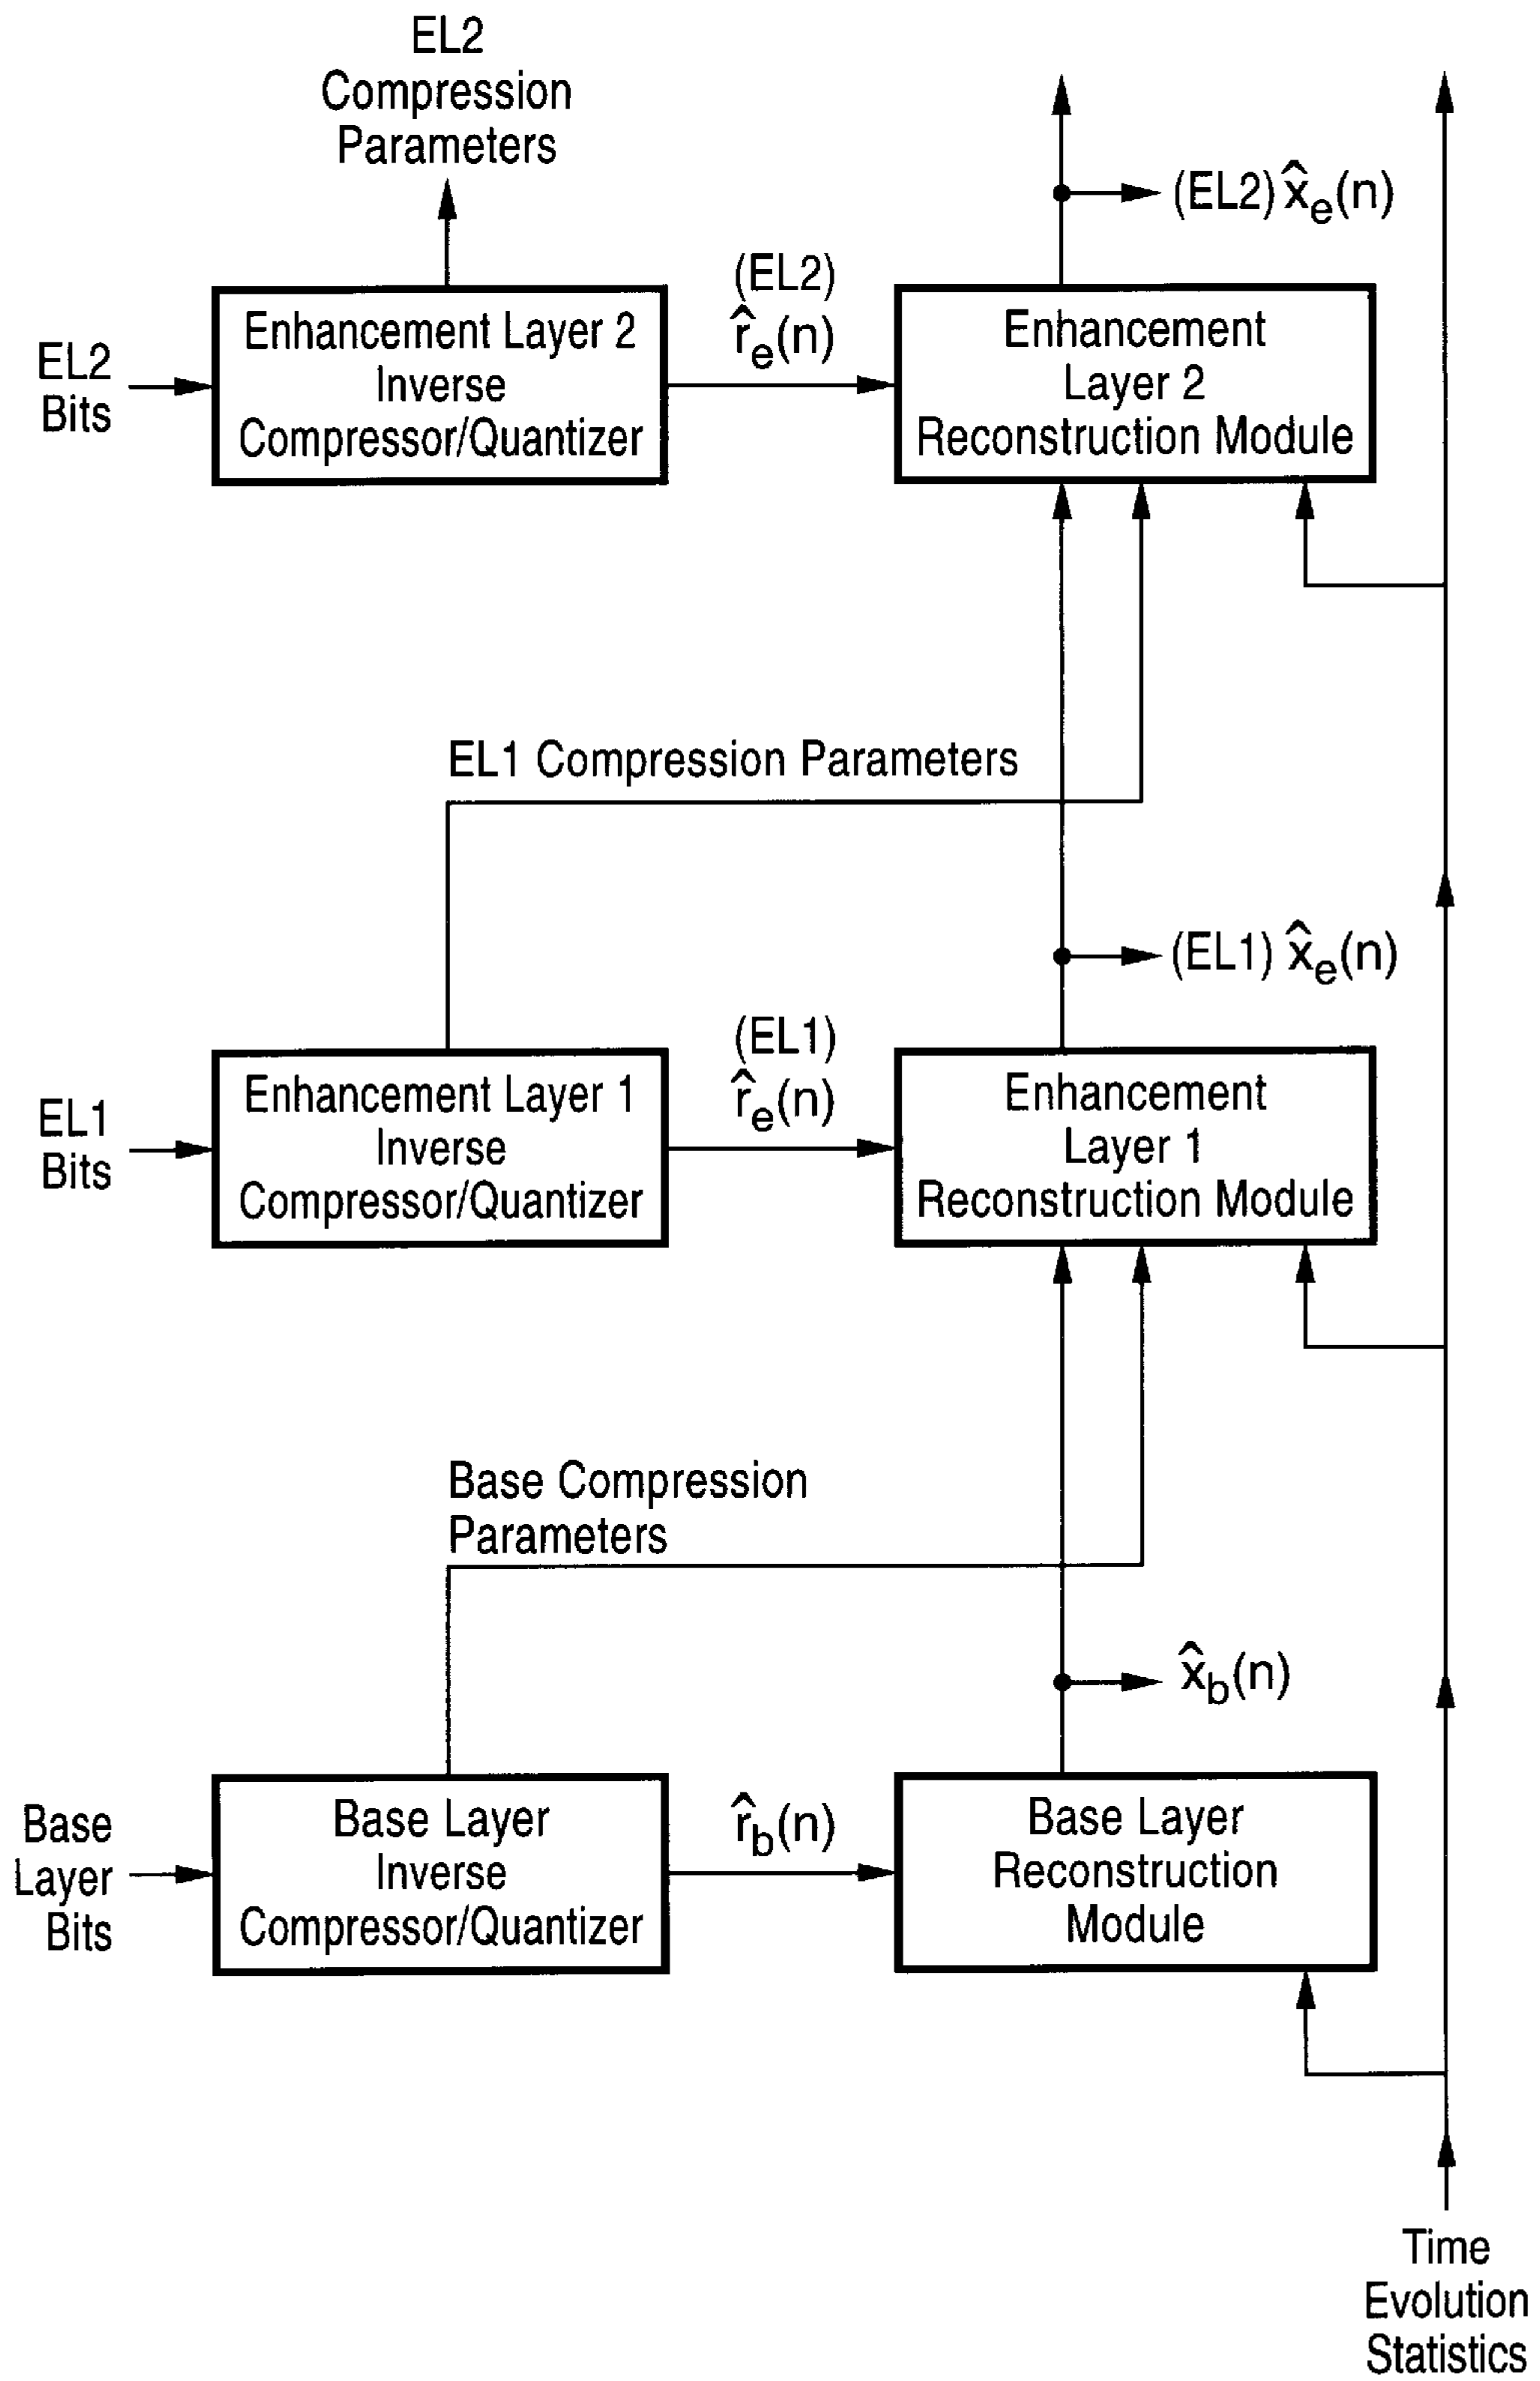 EL2
Compression
Parameters
(EL2) x̂e(n)
(EL2)
r̂e(n)
EL2
Bits
Enhancement Layer 2
Inverse
Compressor/Quantizer
Enhancement
Layer 2
Reconstruction Module
EL1 Compression Parameters
(EL1) x̂e(n)
(EL1)
r̂e(n)
EL1
Bits
Enhancement Layer 1
Inverse
Compressor/Quantizer
Enhancement
Layer 1
Reconstruction Module
Base Compression
Parameters
x̂b(n)
Base
Layer
Bits
Base Layer
Inverse
Compressor/Quantizer
r̂b(n)
Base Layer
Reconstruction
Module
Time
Evolution
Statistics